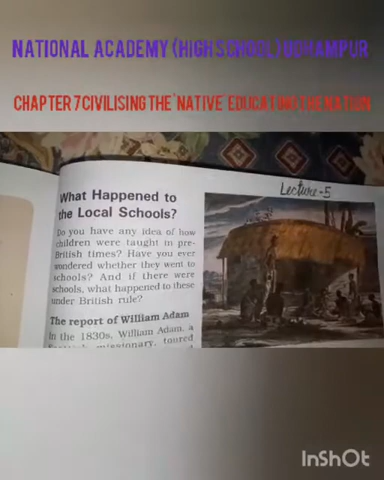 NATIONAL ACADEMY (HIGH SCHOOL) UDHAMPUR
CHAPTER 7 CIVILISING THE 'NATIVE' EDUCATING THE NATION
Lecture-5
What Happened to
the Local Schools?
Do you have any idea of how
children were taught in pre-
British times? Have you ever
wondered whether they went to
schools? And if there were
schools, what happened to these
under British rule?
The report of William Adam
In the 1830s, William Adam, a
missionary, toured
InShOt